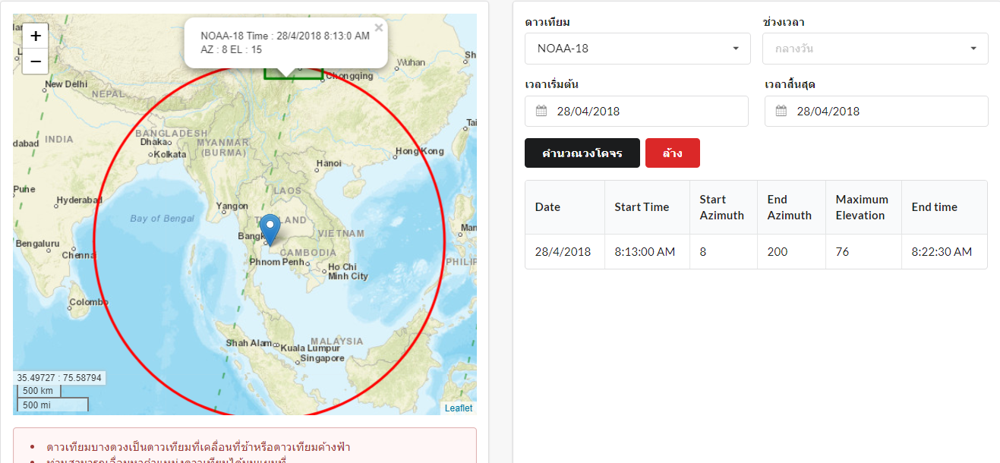 NOAA-18 Time : 28/4/2018 8:13:0 AM
AZ : 8 EL : 15
×
+
−
Wuhan
Chongqing
New Delhi
NEPAL
BANGLADESH
INDIA
Dhaka
MYANMAR
(BURMA)
Kolkata
Hong Kong
Hanoi
Pune
LAOS
Hyderabad
Yangon
Bay of Bengal
THAILAND
VIETNAM
Bengaluru
Chennai
CAMBODIA
Phnom Penh
Ho Chi
Minh City
Colombo
MALAYSIA
Shah Alam
Kuala Lumpur
Singapore
35.49727 : 75.58794
500 km
500 mi
Leaflet
ดาวเทียมบางดวงเป็นดาวเทียมที่เคลื่อนที่ช้าหรือดาวเทียมค้างฟ้า
ดาวเทียม
ช่วงเวลา
NOAA-18
กลางวัน
เวลาเริ่มต้น
เวลาสิ้นสุด
28/04/2018
28/04/2018
คำนวณวงโคจร
ล้าง
Date
Start Time
Start
Azimuth
End
Azimuth
Maximum
Elevation
End time
28/4/2018
8:13:00 AM
8
200
76
8:22:30 AM